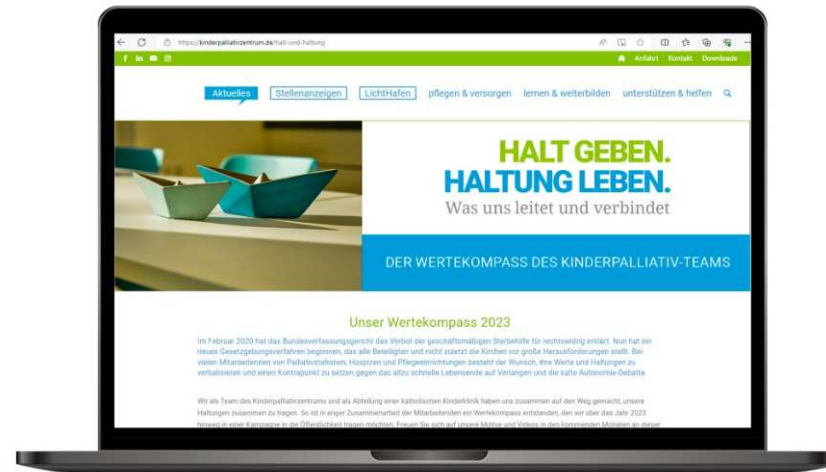 https://kinderpalliativzentrum.de/halt-und-haltung
Anfahrt Kontakt Downloads
Aktuelles Stellenanzeigen LichtHafen pflegen & versorgen lernen & weiterbilden unterstützen & helfen
HALT GEBEN.
HALTUNG LEBEN.
Was uns leitet und verbindet
DER WERTEKOMPASS DES KINDERPALLIATIV-TEAMS
Unser Wertekompass 2023
Im Februar 2020 hat das Bundesverfassungsgericht das Verbot der geschäftsmäßigen Sterbehilfe für rechtswidrig erklärt. Nun hat ein
neues Gesetzgebungsverfahren begonnen, das alle Beteiligten und nicht zuletzt die Kirchen vor große Herausforderungen stellt. Bei
vielen Mitarbeitenden von Palliativstationen, Hospizen und Pflegeeinrichtungen besteht der Wunsch, ihre Werte und Haltungen zu
verbalisieren und einen Kontrapunkt zu setzen gegen das allzu schnelle Lebensende auf Verlangen und die kalte Autonomie-Debatte.
Wir als Team des Kinderpalliativzentrums und als Abteilung einer katholischen Kinderklinik haben uns zusammen auf den Weg gemacht, unsere
Haltungen zusammen zu tragen. So ist in enger Zusammenarbeit der Mitarbeitenden ein Wertekompass entstanden, den wir über das Jahr 2023
hinweg in einer Kampagne in die Öffentlichkeit tragen möchten. Freuen Sie sich auf unsere Motive und Videos in den kommenden Monaten an dieser